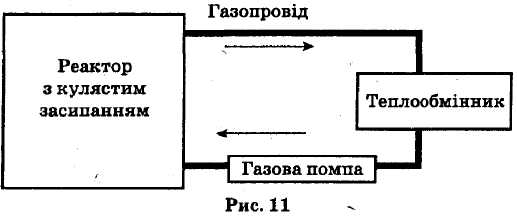 Газопровід
Реактор
з кулястим
засипанням
Теплообмінник
Газова помпа
Рис. 11